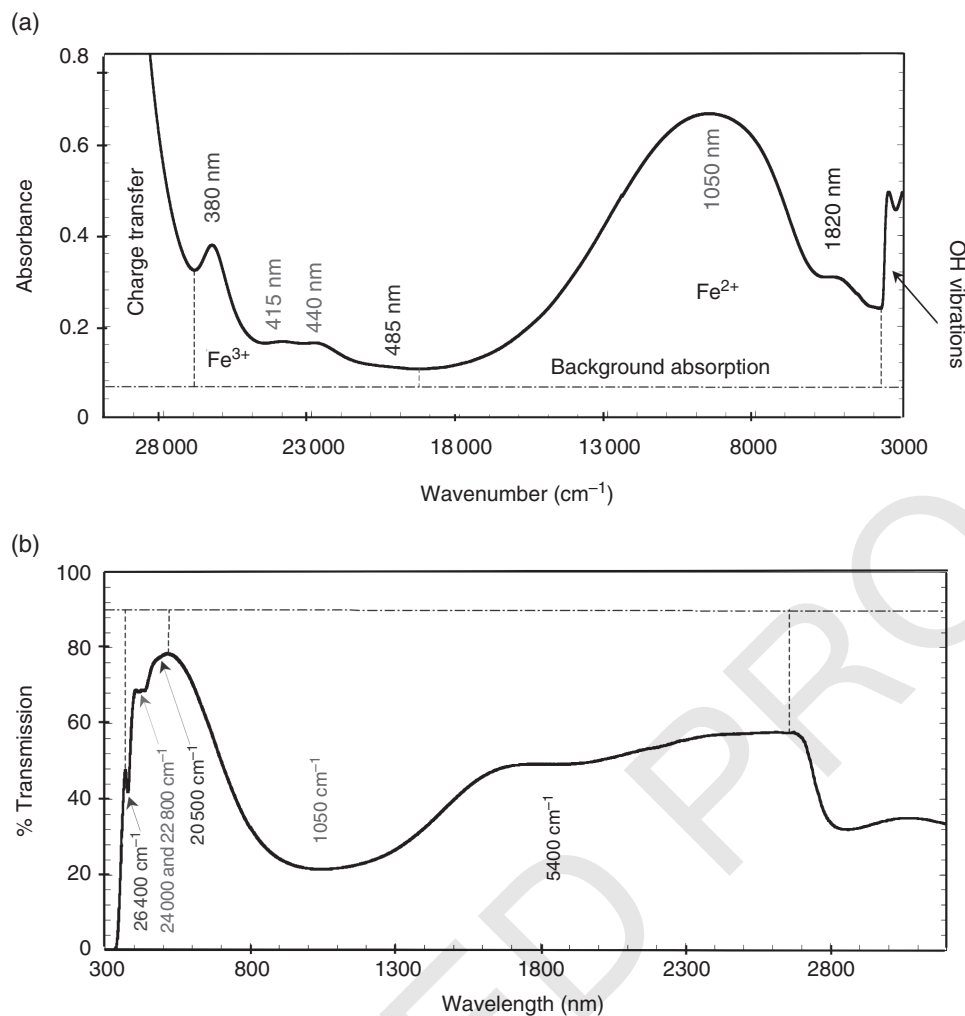 (a)
0.8
0.6
0.4
0.2
0
Absorbance
Charge transfer
380 nm
Fe³⁺
415 nm
440 nm
485 nm
1050 nm
Fe²⁺
1820 nm
OH vibrations
Background absorption
28 000
23 000
18 000
13 000
8000
3000
Wavenumber (cm⁻¹)
(b)
100
80
60
40
20
0
% Transmission
26 400 cm⁻¹
24 000 and 22 800 cm⁻¹
20 500 cm⁻¹
1050 cm⁻¹
5400 cm⁻¹
300
800
1300
1800
2300
2800
Wavelength (nm)
ED PRO